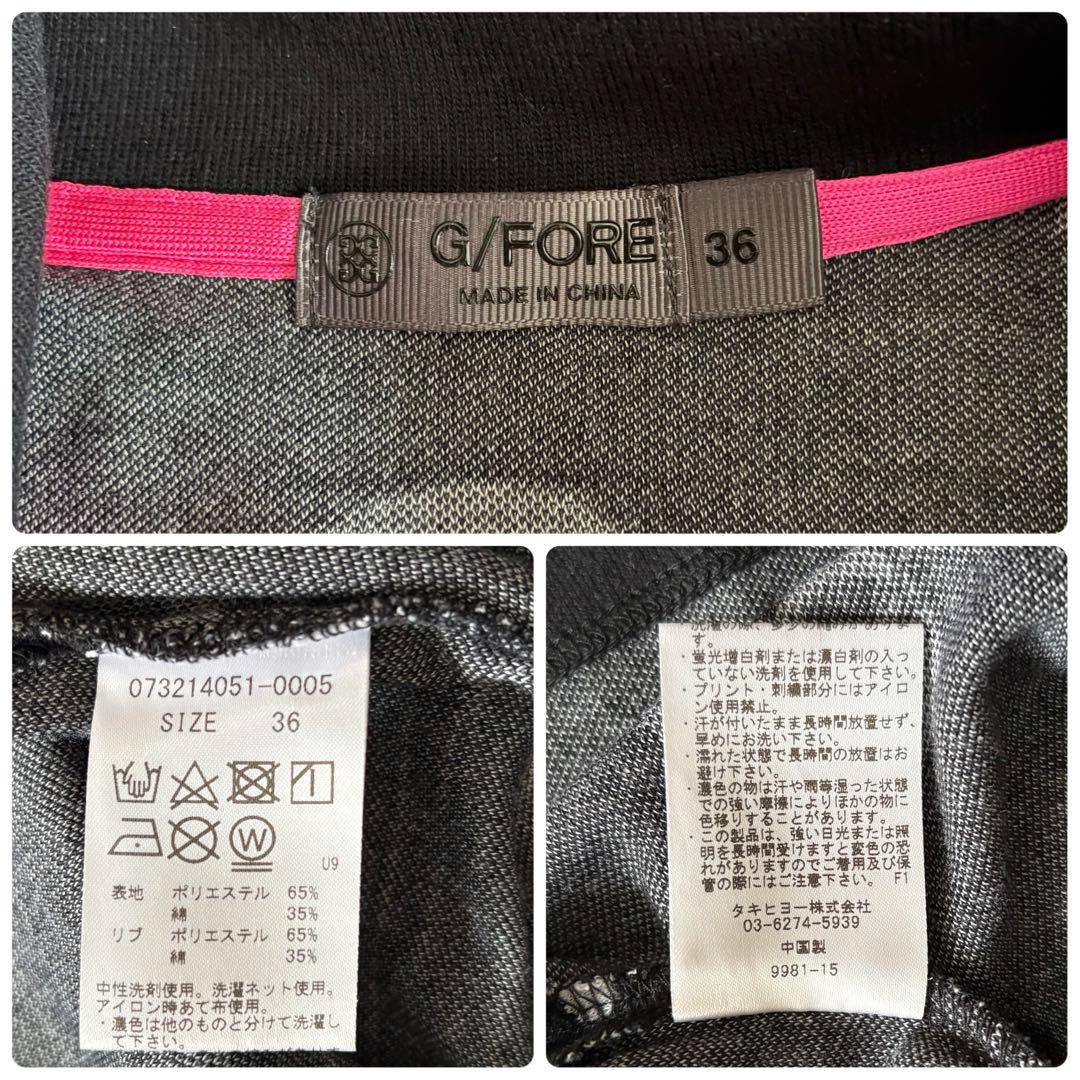 G/FORE
MADE IN CHINA
36
073214051-0005
SIZE 36
W
U9
表地 ポリエステル 65%
綿 35%
リブ ポリエステル 65%
綿 35%
中性洗剤使用。洗濯ネット使用。
アイロン時あて布使用。
・濃色は他のものと分けて洗濯し
て下さい。
す。
・蛍光増白剤または漂白剤の入っ
ていない洗剤を使用して下さい。
・プリント・刺繍部分にはアイロ
ン使用禁止。
・汗が付いたまま長時間放置せず、
早めにお洗い下さい。
・濡れた状態で長時間の放置はお
避け下さい。
・濃色の物は汗や雨等湿った状態
での強い摩擦によりほかの物に
色移りすることがあります。
・この製品は、強い日光または照
明を長時間受けますと変色の恐
れがありますのでご着用及び保
管の際にはご注意下さい。 F1
タキヒヨー株式会社
03-6274-5939
中国製
9981-15